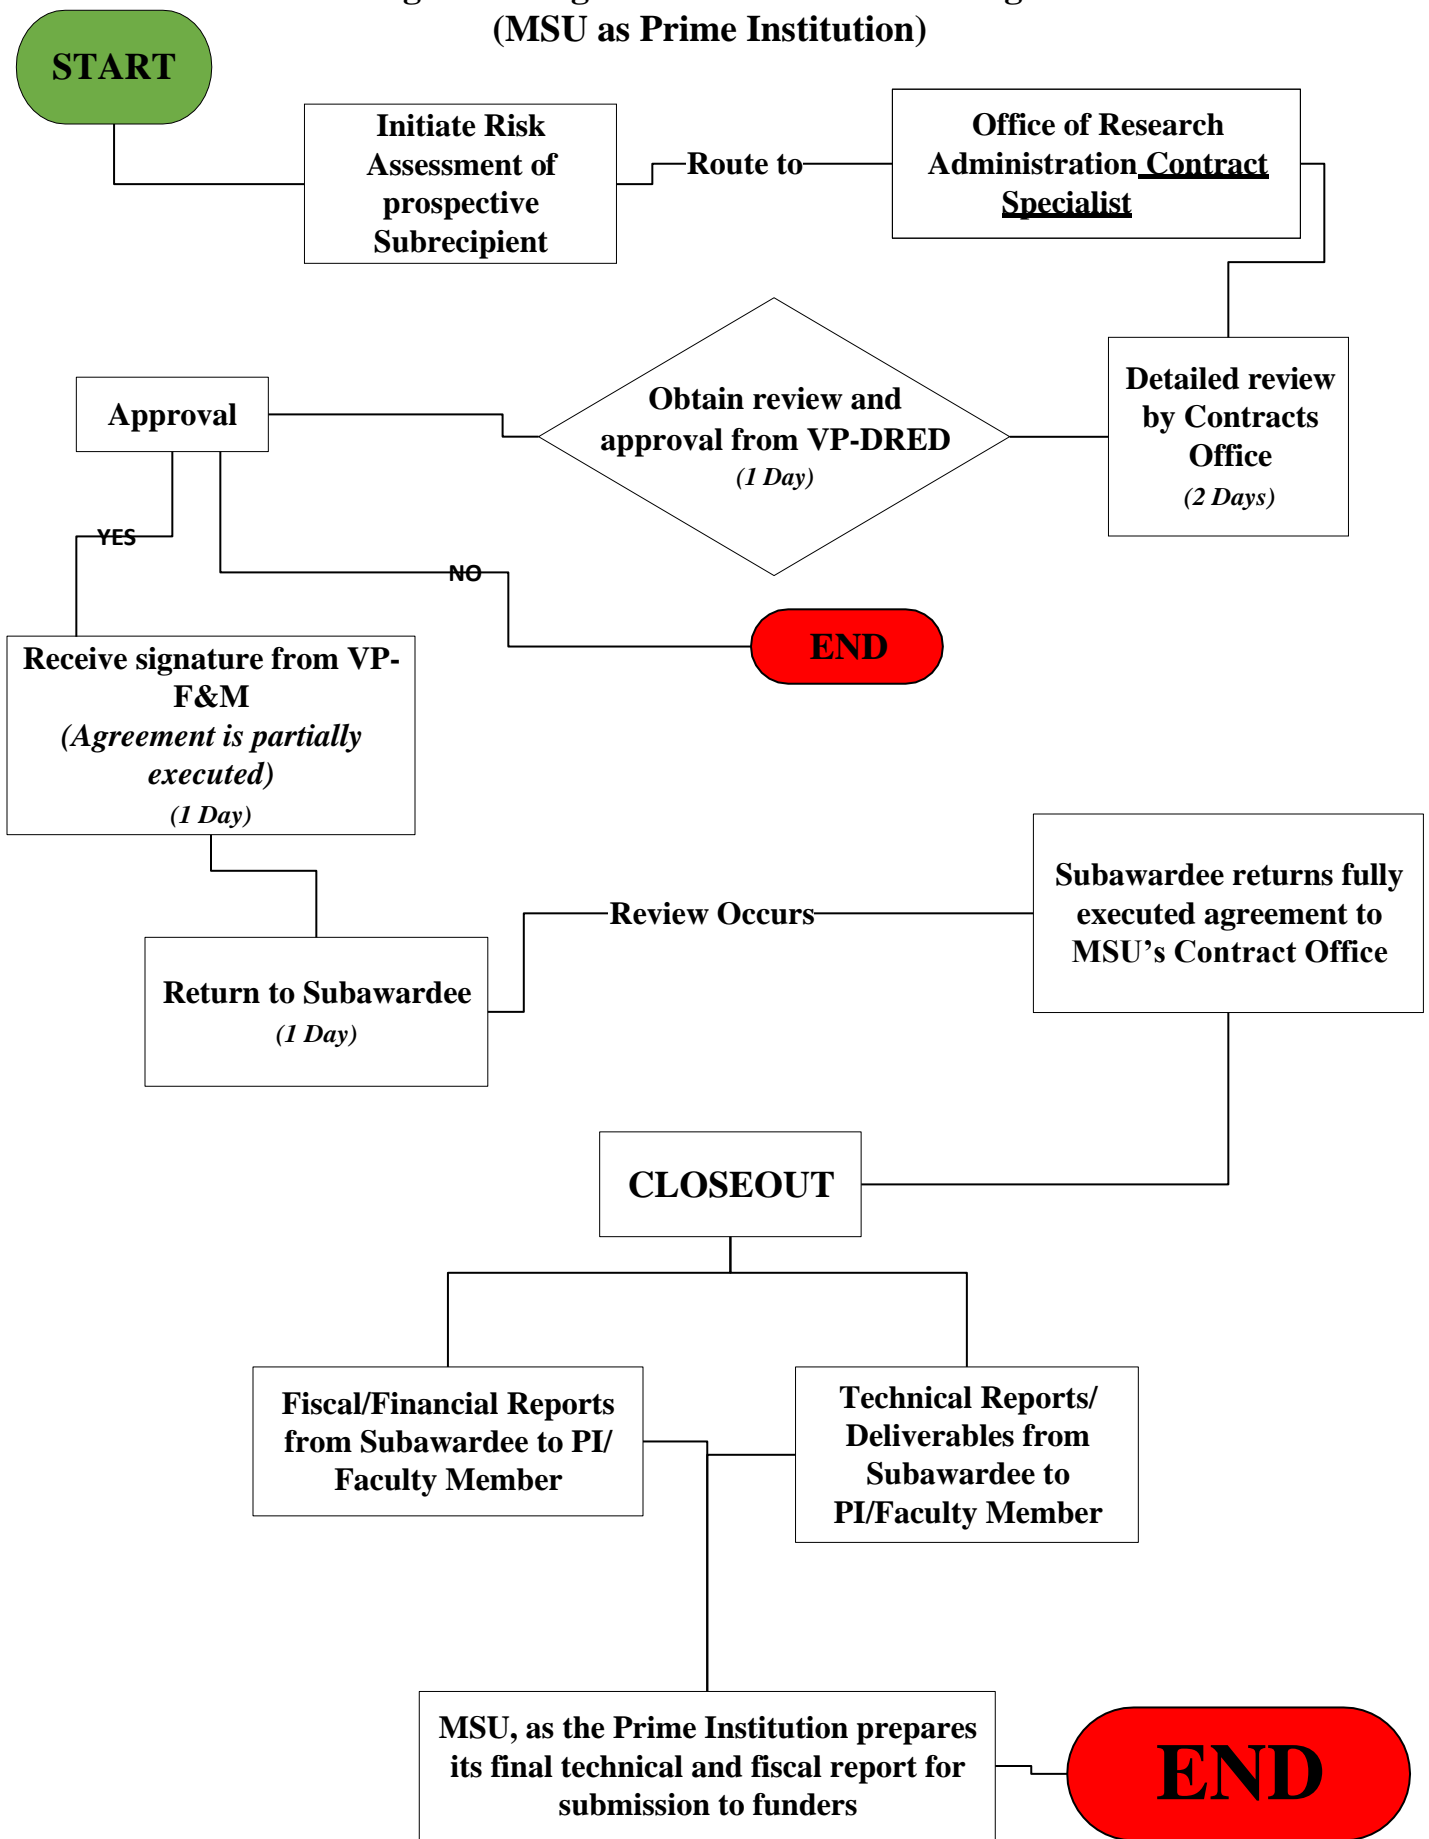 (MSU as Prime Institution)
START
Initiate Risk
Assessment of
prospective
Subrecipient
Route to
Office of Research
Administration Contract
Specialist
Detailed review
by Contracts
Office
(2 Days)
Obtain review and
approval from VP-DRED
(1 Day)
Approval
YES
NO
END
Receive signature from VP-
F&M
(Agreement is partially
executed)
(1 Day)
Return to Subawardee
(1 Day)
Review Occurs
Subawardee returns fully
executed agreement to
MSU’s Contract Office
CLOSEOUT
Fiscal/Financial Reports
from Subawardee to PI/
Faculty Member
Technical Reports/
Deliverables from
Subawardee to
PI/Faculty Member
MSU, as the Prime Institution prepares
its final technical and fiscal report for
submission to funders
END